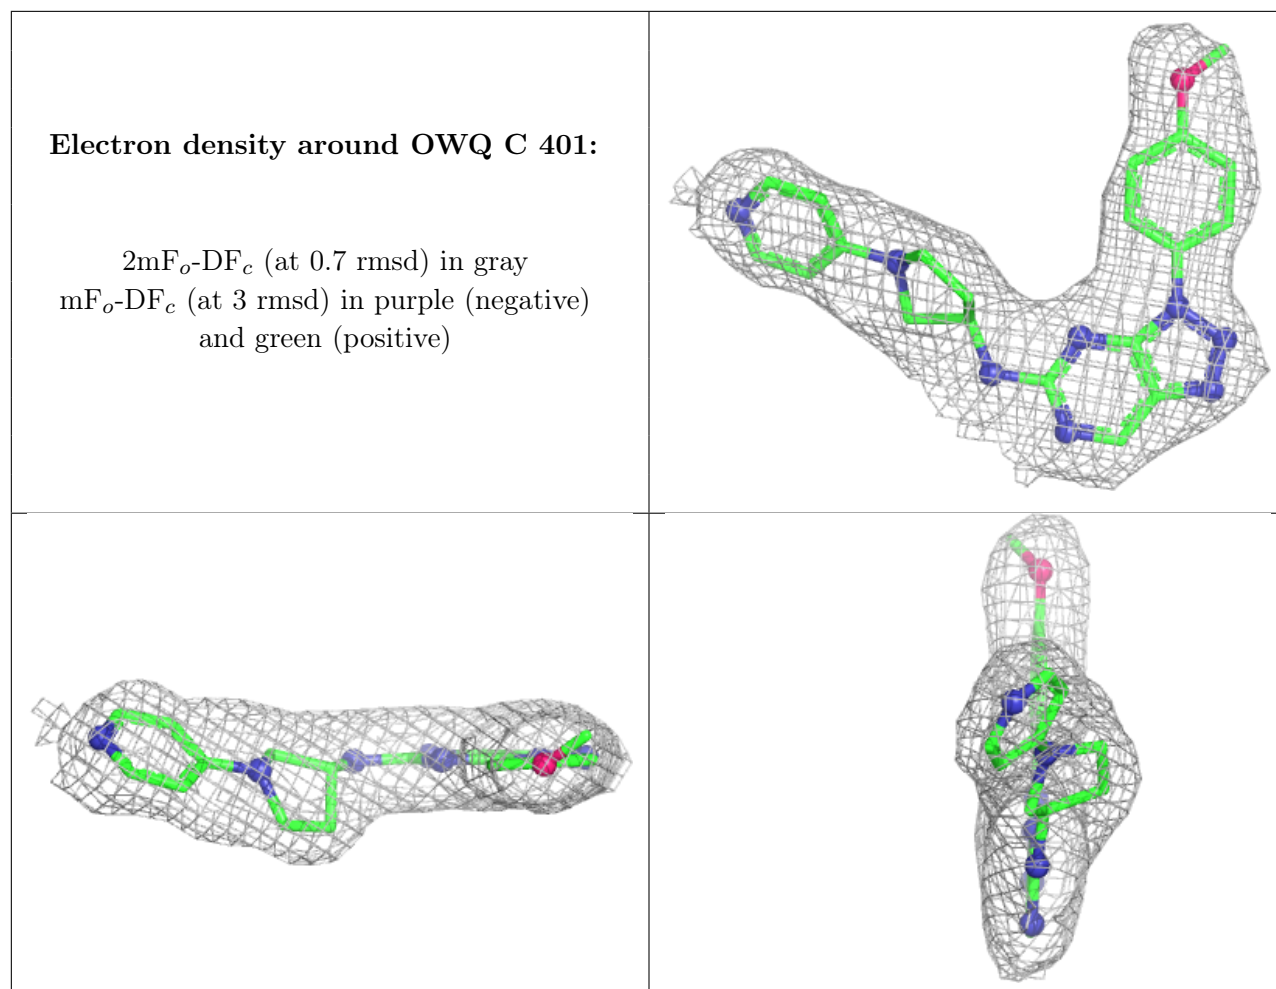 Electron density around OWQ C 401:
2mFo-DFc (at 0.7 rmsd) in gray
mFo-DFc (at 3 rmsd) in purple (negative)
and green (positive)